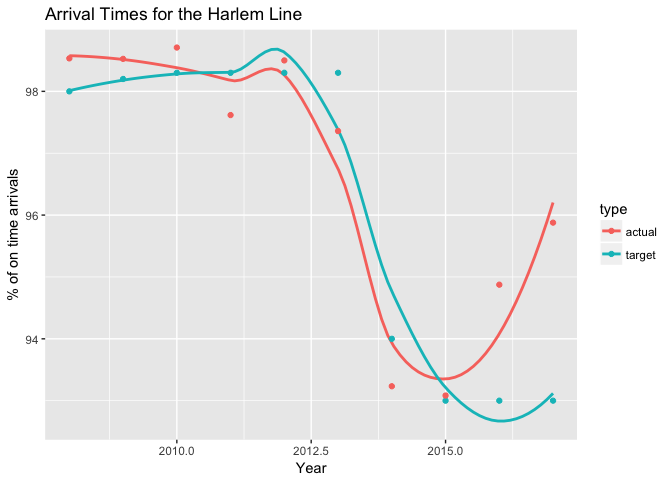 Arrival Times for the Harlem Line
% of on time arrivals
98
96
94
2010.0
2012.5
2015.0
Year
type
actual
target